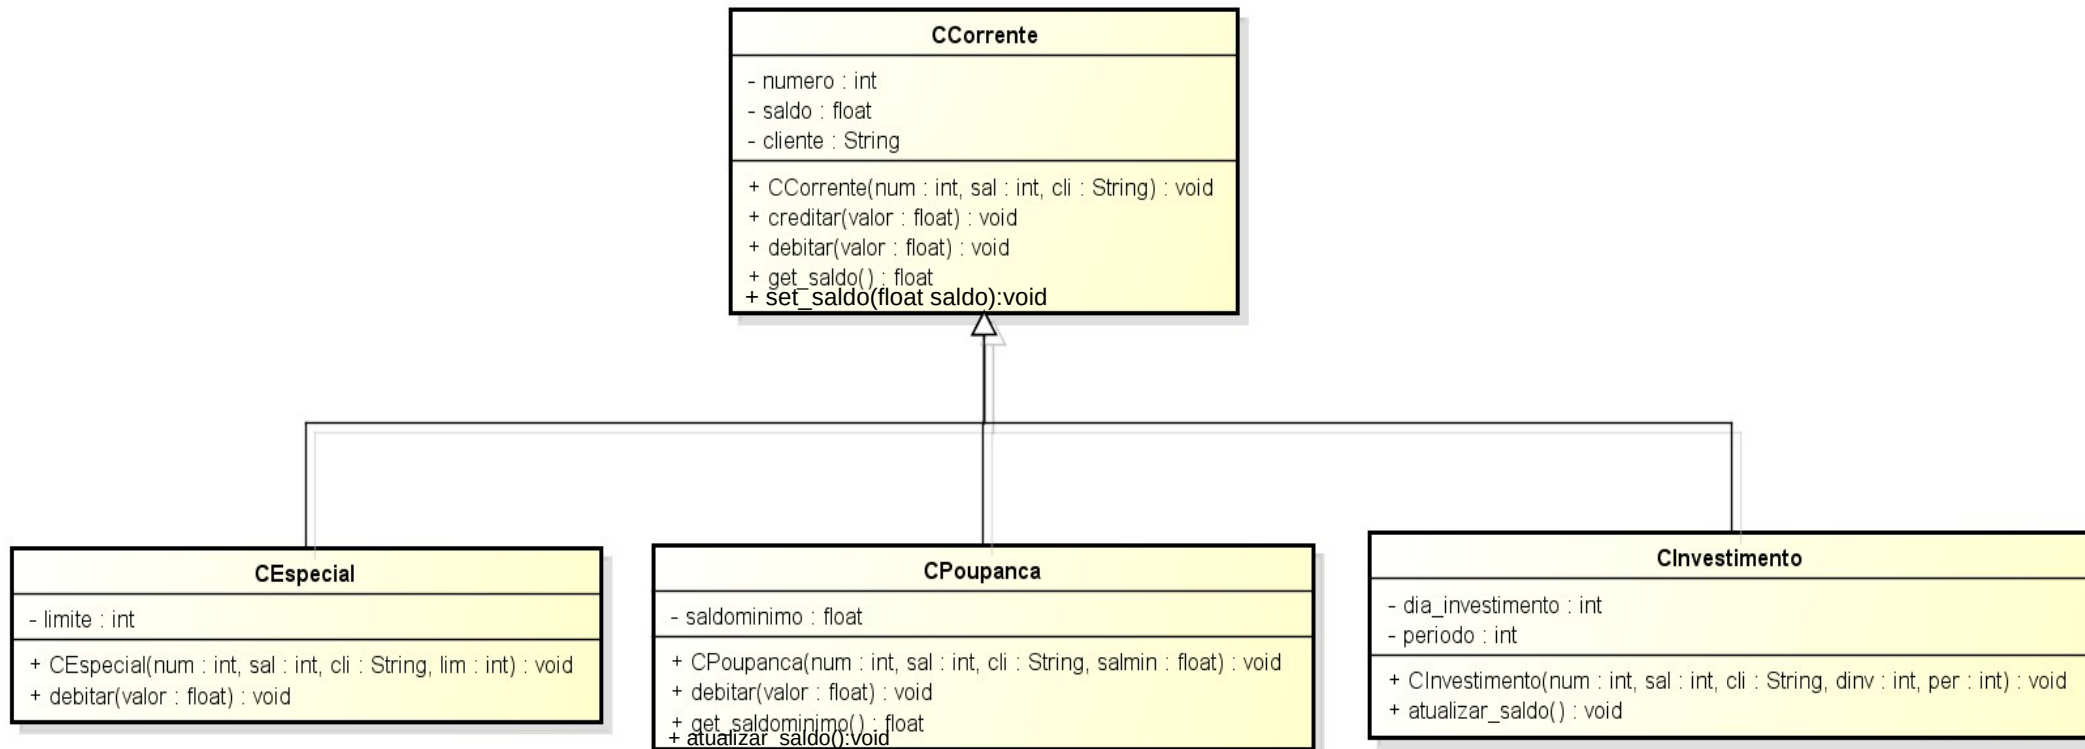 CCorrente
- numero : int
- saldo : float
- cliente : String
+ CCorrente(num : int, sal : int, cli : String) : void
+ creditar(valor : float) : void
+ debitar(valor : float) : void
+ get_saldo() : float
+ set_saldo(float saldo):void
CEspecial
- limite : int
+ CEspecial(num : int, sal : int, cli : String, lim : int) : void
+ debitar(valor : float) : void
CPoupanca
- saldominimo : float
+ CPoupanca(num : int, sal : int, cli : String, salmin : float) : void
+ debitar(valor : float) : void
+ get_saldominimo() : float
+ atualizar_saldo():void
CInvestimento
- dia_investimento : int
- periodo : int
+ CInvestimento(num : int, sal : int, cli : String, dinv : int, per : int) : void
+ atualizar_saldo() : void